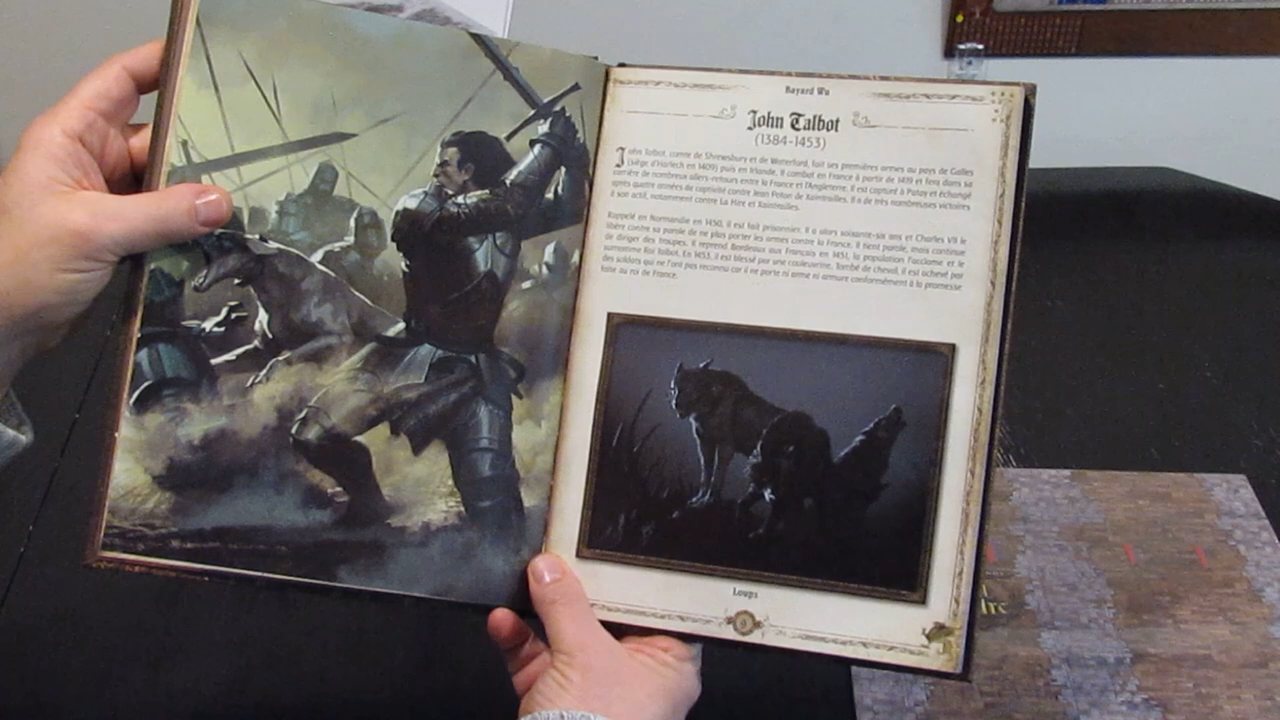 Bayard Wu
John Talbot
(1384-1453)
John Talbot, comte de Shrewsbury et de Waterford, fait ses premières armes au pays de Galles
(siège d'Harlech en 1409) puis en Irlande. Il combat en France à partir de 1419 et fera dans sa
carrière de nombreux allers-retours entre la France et l'Angleterre. Il est capturé à Patay et échangé
après quatre années de captivité contre Jean Poton de Xaintrailles. Il a de très nombreuses victoires
à son actif, notamment contre La Hire et Xaintrailles.
Rappelé en Normandie en 1450, il est fait prisonnier. Il a alors soixante-six ans et Charles VII le
libère contre sa parole de ne plus porter les armes contre la France. Il tient parole, mais continue
de diriger des troupes. Il reprend Bordeaux aux Français en 1451, la population l'acclame et le
surnomme Roi Talbot. En 1453, il est blessé par une couleuvrine. Tombé de cheval, il est achevé par
des soldats qui ne l'ont pas reconnu car il ne porte ni arme ni armure conformément à la promesse
faite au roi de France.
Loups